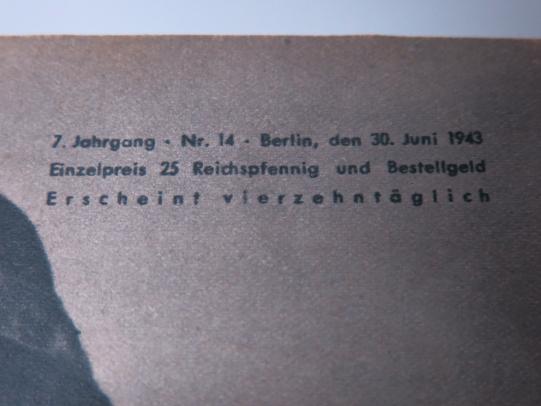 7. Jahrgang · Nr. 14 · Berlin, den 30. Juni 1943
Einzelpreis 25 Reichspfennig und Bestellgeld
Erscheint vierzehntäglich